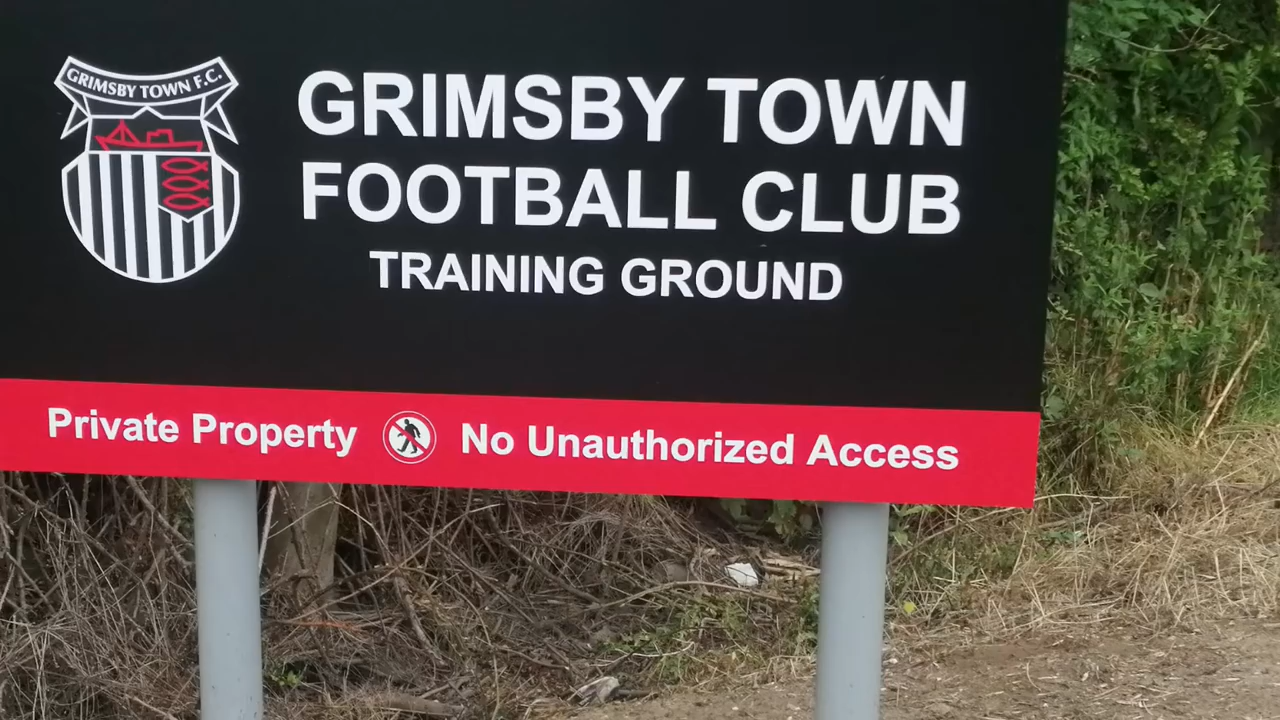 GRIMSBY TOWN F.C.
GRIMSBY TOWN
FOOTBALL CLUB
TRAINING GROUND
Private Property No Unauthorized Access